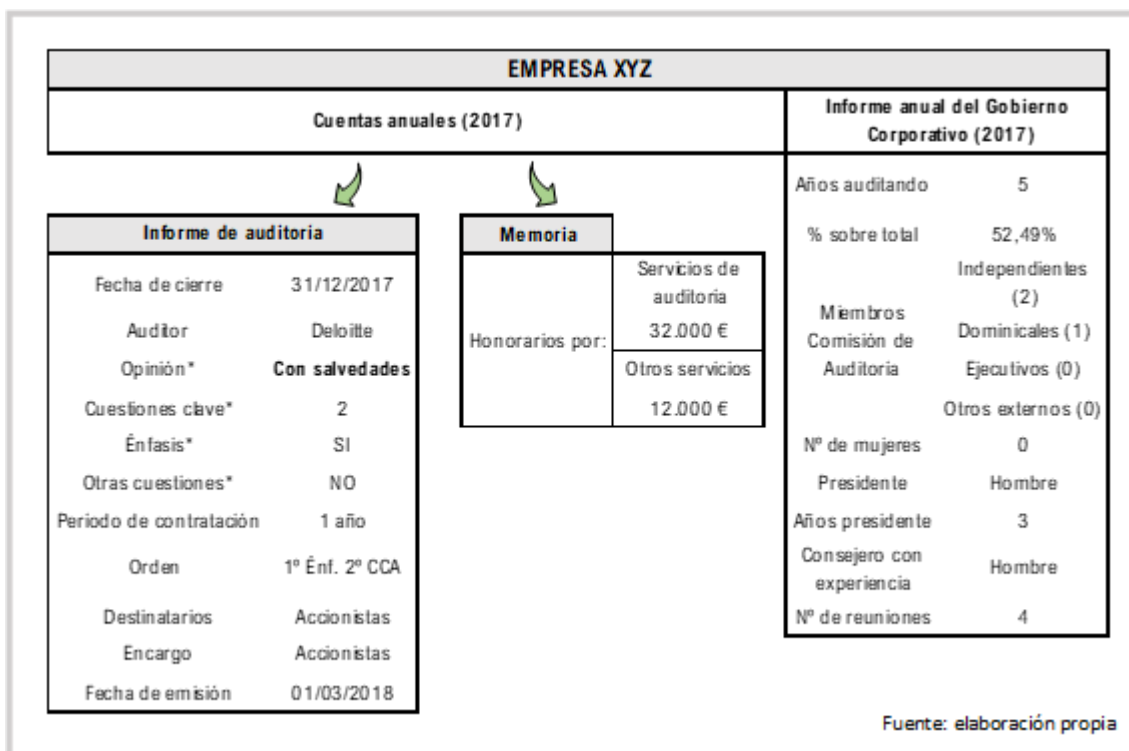 EMPRESA XYZ
Cuentas anuales (2017)
Informe anual del Gobierno
Corporativo (2017)
Informe de auditoria
Fecha de cierre 31/12/2017
Auditor Deloitte
Opinión* Con salvedades
Cuestiones clave* 2
Énfasis* SI
Otras cuestiones* NO
Periodo de contratación 1 año
Orden 1º Énf. 2º CCA
Destinatarios Accionistas
Encargo Accionistas
Fecha de emisión 01/03/2018
Memoria
Honorarios por:
Servicios de
auditoría
32.000 €
Otros servicios
12.000 €
Años auditando 5
% sobre total 52,49%
Miembros
Comisión de
Auditoria
Independientes
(2)
Dominicales (1)
Ejecutivos (0)
Otros externos (0)
Nº de mujeres 0
Presidente Hombre
Años presidente 3
Consejero con
experiencia
Hombre
Nº de reuniones 4
Fuente: elaboración propia